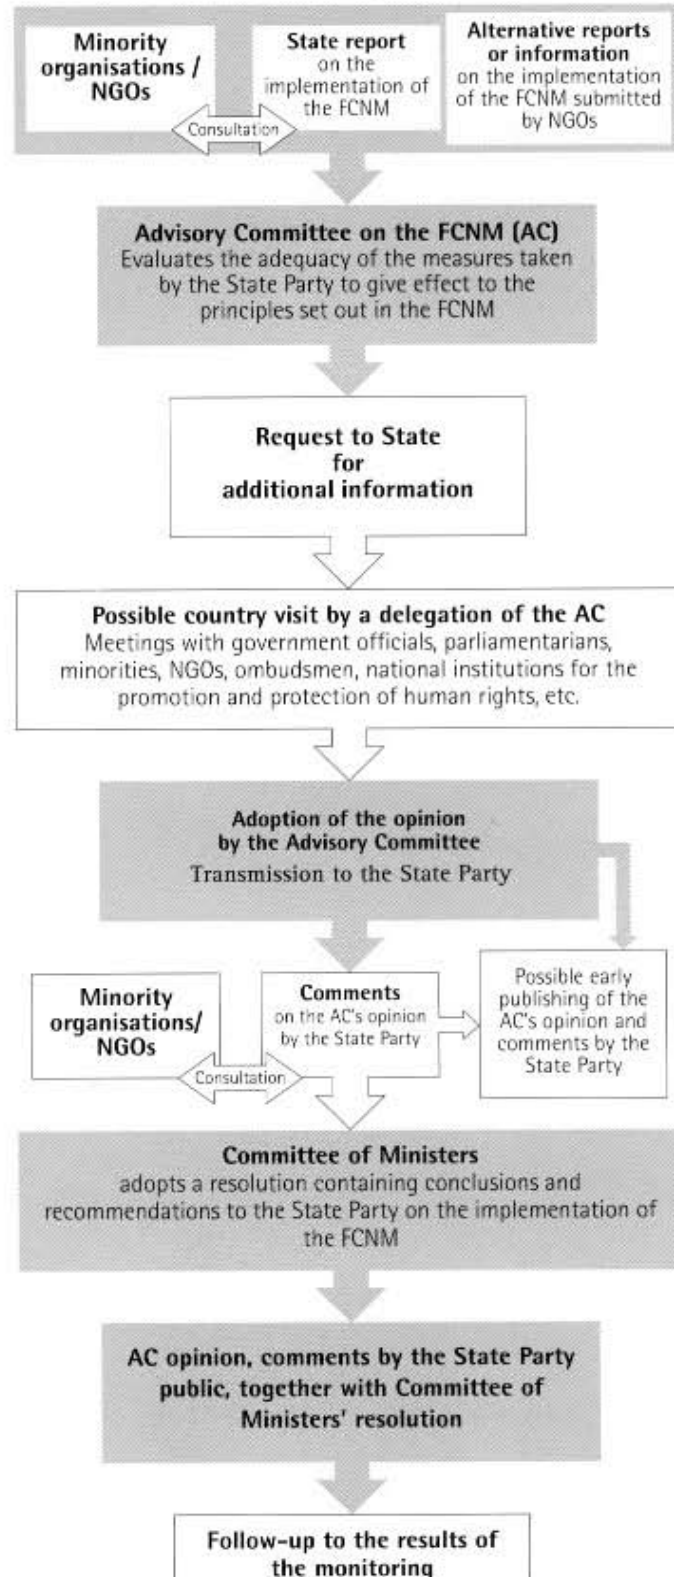 Minority
organisations /
NGOs
Consultation
State report
on the
implementation of
the FCNM
Alternative reports
or information
on the implementation
of the FCNM submitted
by NGOs
Advisory Committee on the FCNM (AC)
Evaluates the adequacy of the measures taken
by the State Party to give effect to the
principles set out in the FCNM
Request to State
for
additional information
Possible country visit by a delegation of the AC
Meetings with government officials, parliamentarians,
minorities, NGOs, ombudsmen, national institutions for the
promotion and protection of human rights, etc.
Adoption of the opinion
by the Advisory Committee
Transmission to the State Party
Minority
organisations/
NGOs
Consultation
Comments
on the AC's opinion
by the State Party
Possible early
publishing of the
AC's opinion and
comments by the
State Party
Committee of Ministers
adopts a resolution containing conclusions and
recommendations to the State Party on the implementation of
the FCNM
AC opinion, comments by the State Party
public, together with Committee of
Ministers' resolution
Follow-up to the results of
the monitoring